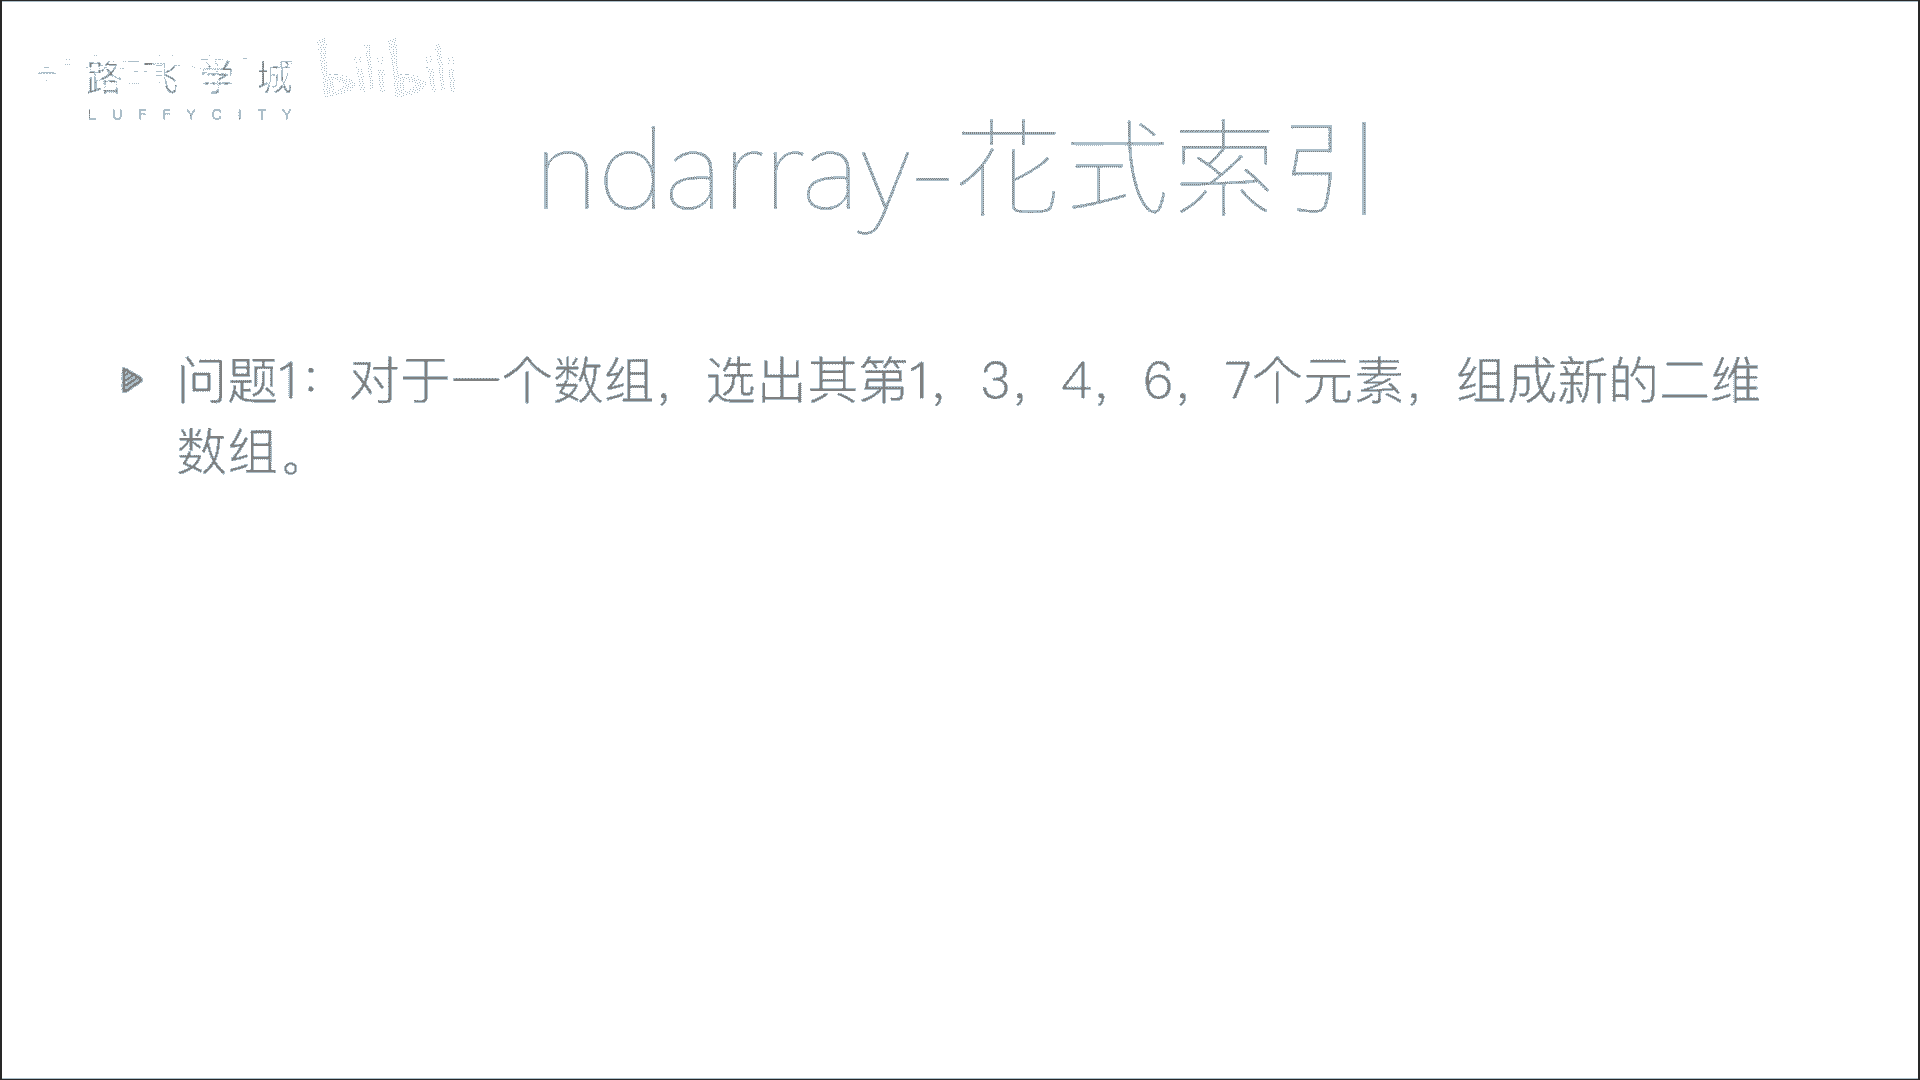 路飞学城 bilibili
LUFFYCITY
ndarray-花式索引
问题1：对于一个数组，选出其第1，3，4，6，7个元素，组成新的二维
数组。